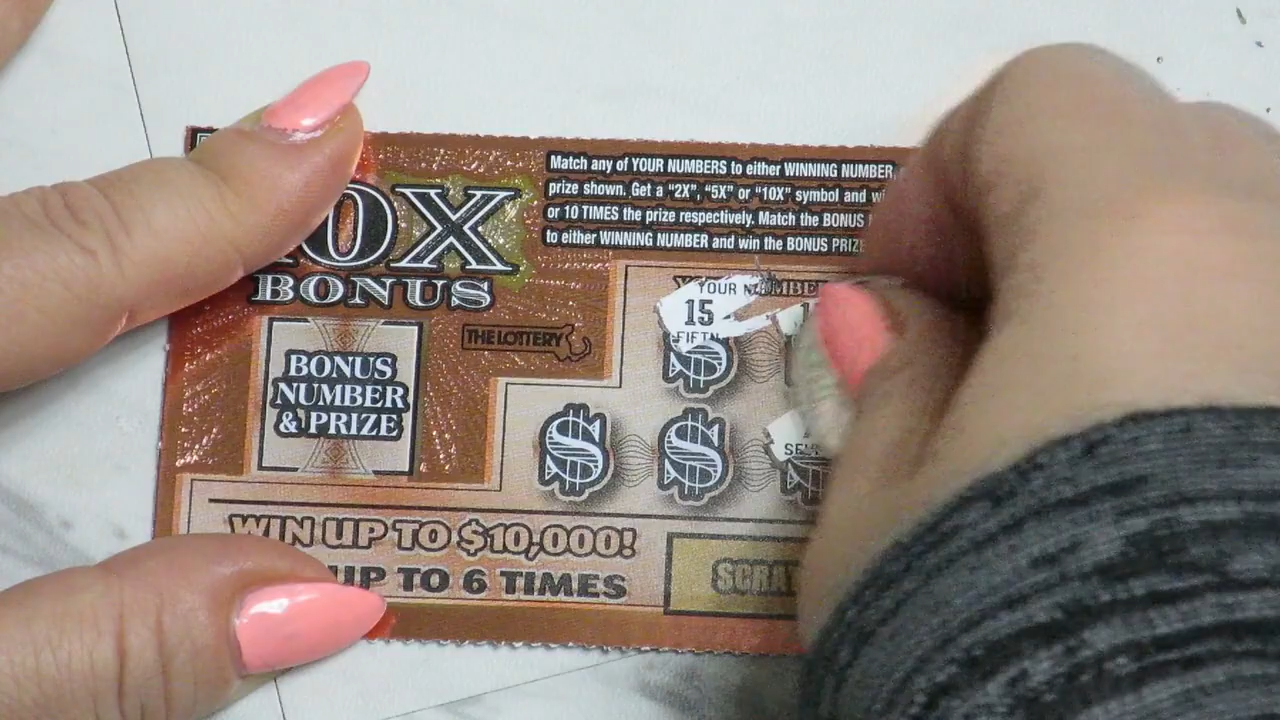 Match any of YOUR NUMBERS to either WINNING NUMBER,
prize shown. Get a "2X", "5X" or "10X" symbol and
or 10 TIMES the prize respectively. Match the BONUS
to either WINNING NUMBER and win the BONUS PRIZE
0X
BONUS
THE LOTTERY
YOUR NUMBE
15
BONUS
NUMBER
& PRIZE
WIN UP TO $10,000!
UP TO 6 TIMES
SCRA